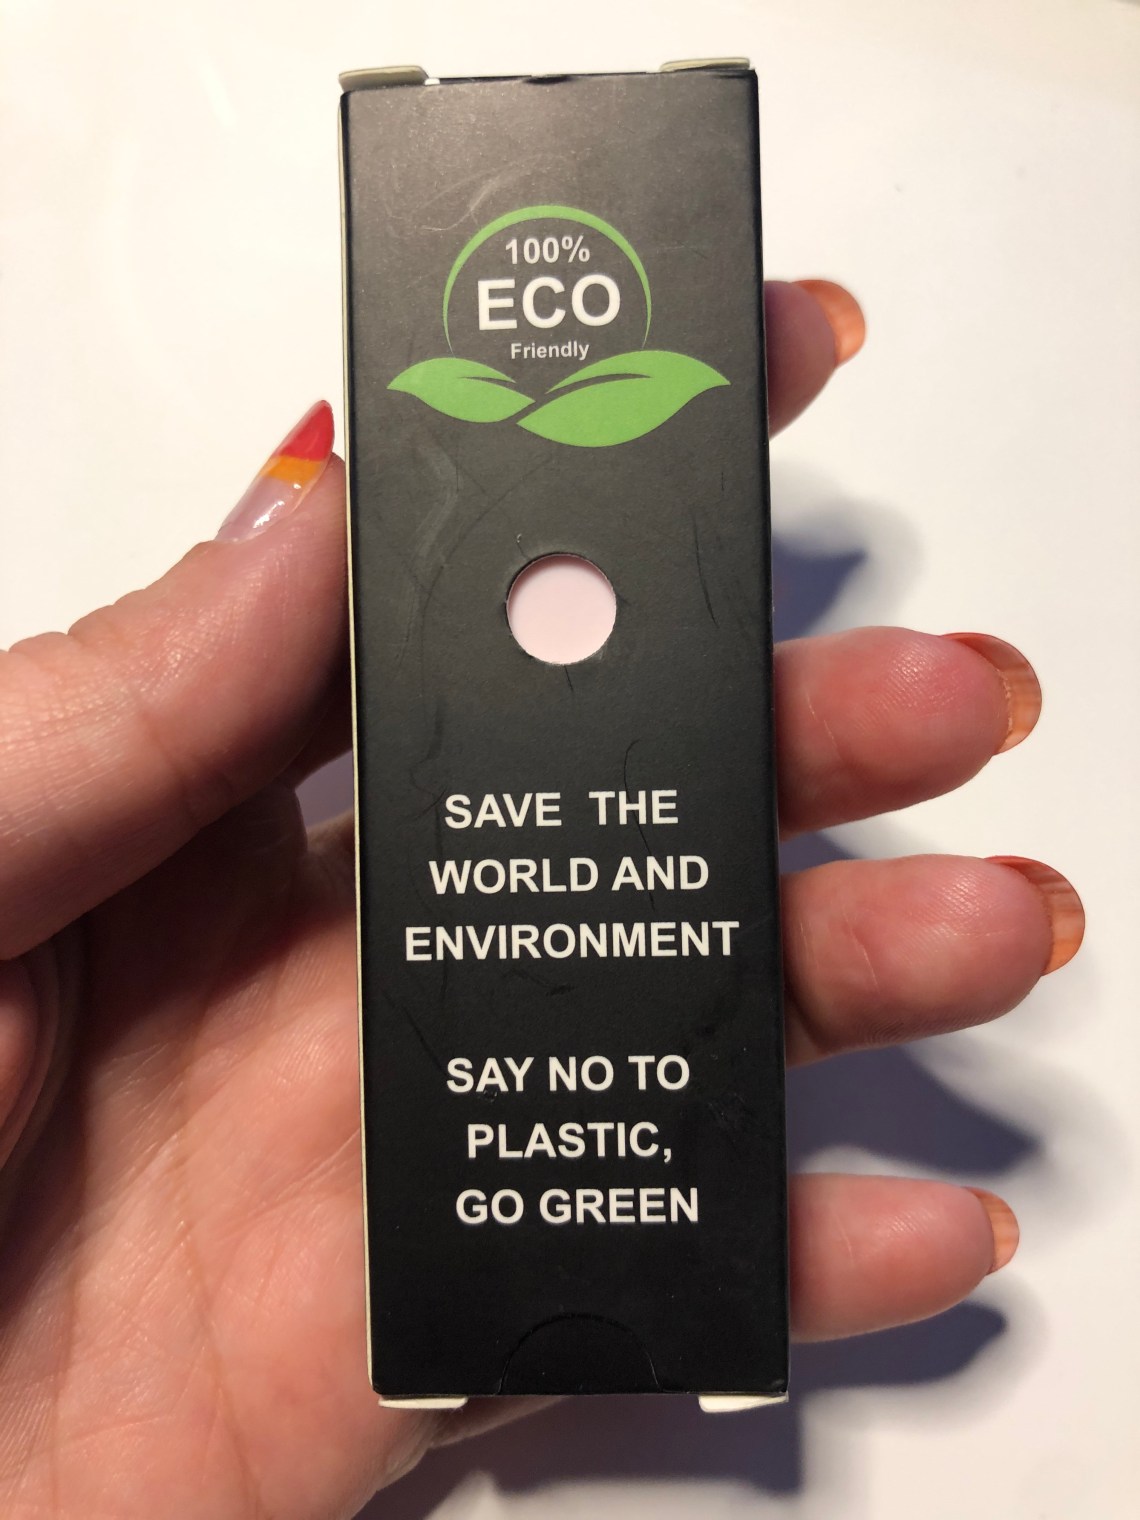 100%
ECO
Friendly
SAVE THE
WORLD AND
ENVIRONMENT
SAY NO TO
PLASTIC,
GO GREEN